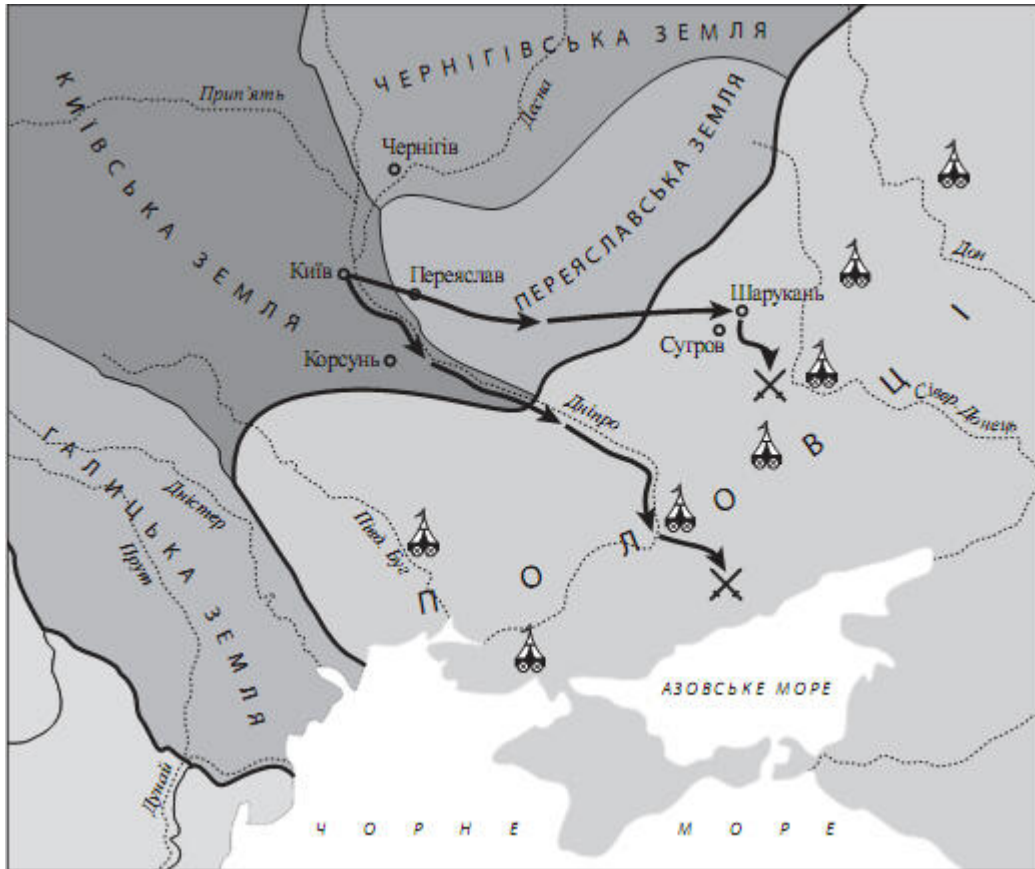 ЧЕРНІГІВСЬКА ЗЕМЛЯ
КИЇВСЬКА ЗЕМЛЯ
Прип'ять
Десна
Чернігів
ПЕРЕЯСЛАВСЬКА ЗЕМЛЯ
Дон
Київ
Переяслав
Шарукань
Сугров
Корсунь
Дніпро
Сівер. Донець
ГАЛИЦЬКА ЗЕМЛЯ
Дністер
Прут
Півд. Буг
ПОЛОВЦІ
АЗОВСЬКЕ МОРЕ
Дунай
ЧОРНЕ МОРЕ